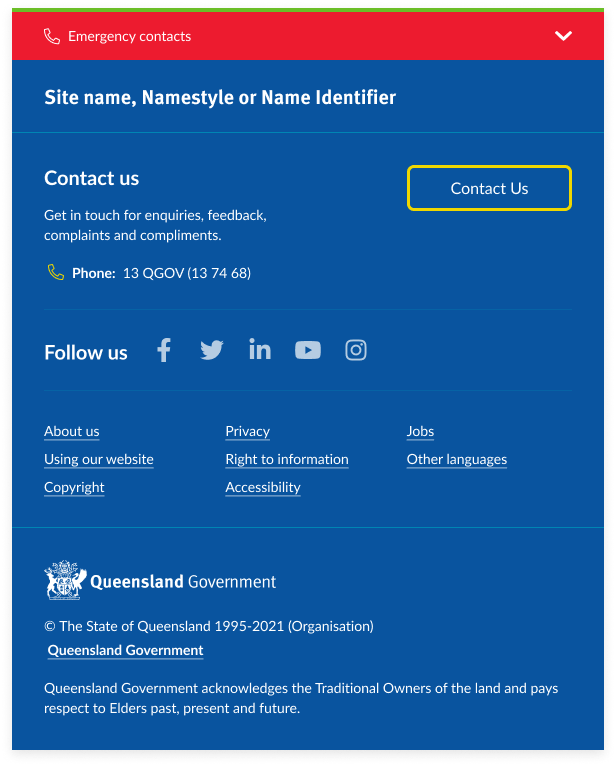 Emergency contacts
Site name, Namestyle or Name Identifier
Contact us
Contact Us
Get in touch for enquiries, feedback,
complaints and compliments.
Phone: 13 QGOV (13 74 68)
Follow us
About us
Privacy
Jobs
Using our website
Right to information
Other languages
Copyright
Accessibility
Queensland Government
© The State of Queensland 1995-2021 (Organisation)
Queensland Government
Queensland Government acknowledges the Traditional Owners of the land and pays
respect to Elders past, present and future.